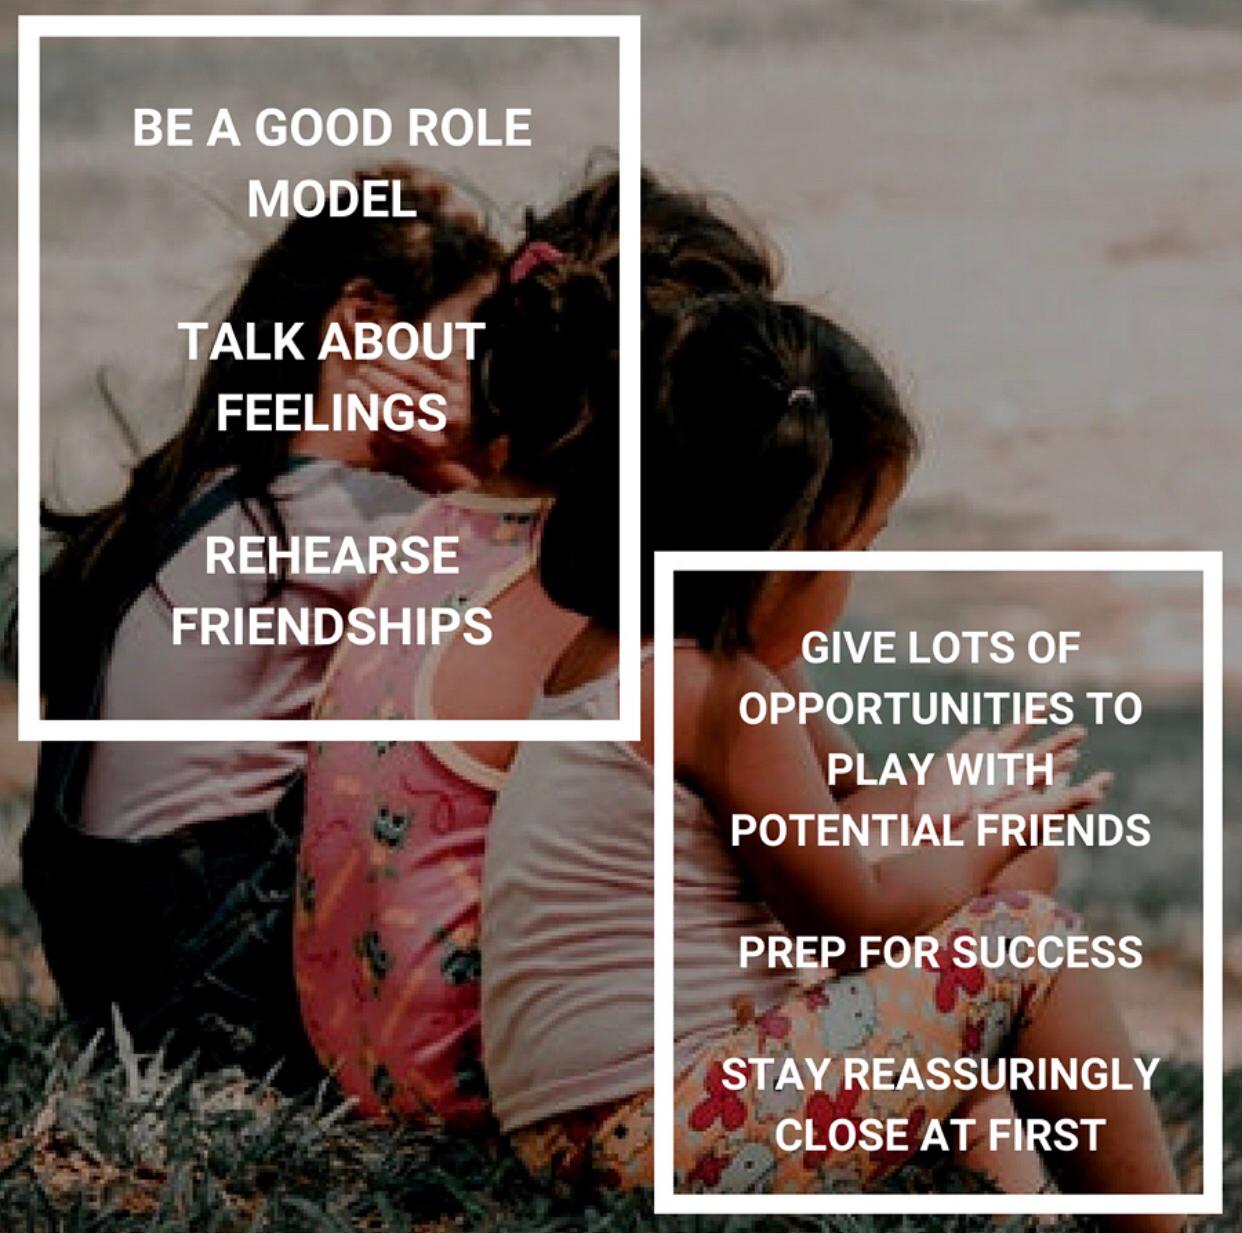 BE A GOOD ROLE
MODEL
TALK ABOUT
FEELINGS
REHEARSE
FRIENDSHIPS
GIVE LOTS OF
OPPORTUNITIES TO
PLAY WITH
POTENTIAL FRIENDS
PREP FOR SUCCESS
STAY REASSURINGLY
CLOSE AT FIRST